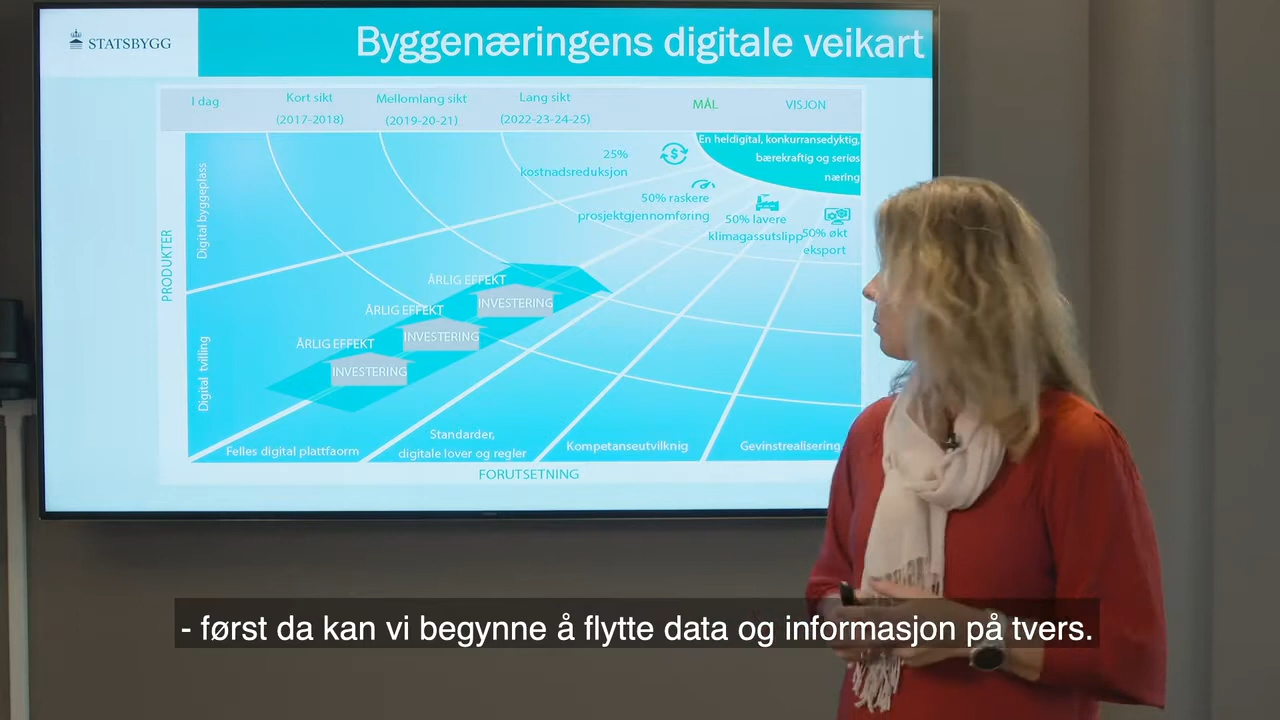 STATSBYGG
Byggenæringens digitale veikart
I dag
Kort sikt
(2017-2018)
Mellomlang sikt
(2019-20-21)
Lang sikt
(2022-23-24-25)
MÅL
VISJON
En heldigital, konkurransedyktig,
bærekraftig og seriøs
næring
25%
kostnadsreduksjon
50% raskere
prosjektgjennomføring
50% lavere
klimagassutslipp
50% økt
eksport
PRODUKTER
Digital byggeplass
Digital tvilling
ÅRLIG EFFEKT
INVESTERING
ÅRLIG EFFEKT
INVESTERING
ÅRLIG EFFEKT
INVESTERING
Felles digital plattfaorm
Standarder,
digitale lover og regler
Kompetanseutvilknig
Gevinstrealisering
FORUTSETNING
- først da kan vi begynne å flytte data og informasjon på tvers.